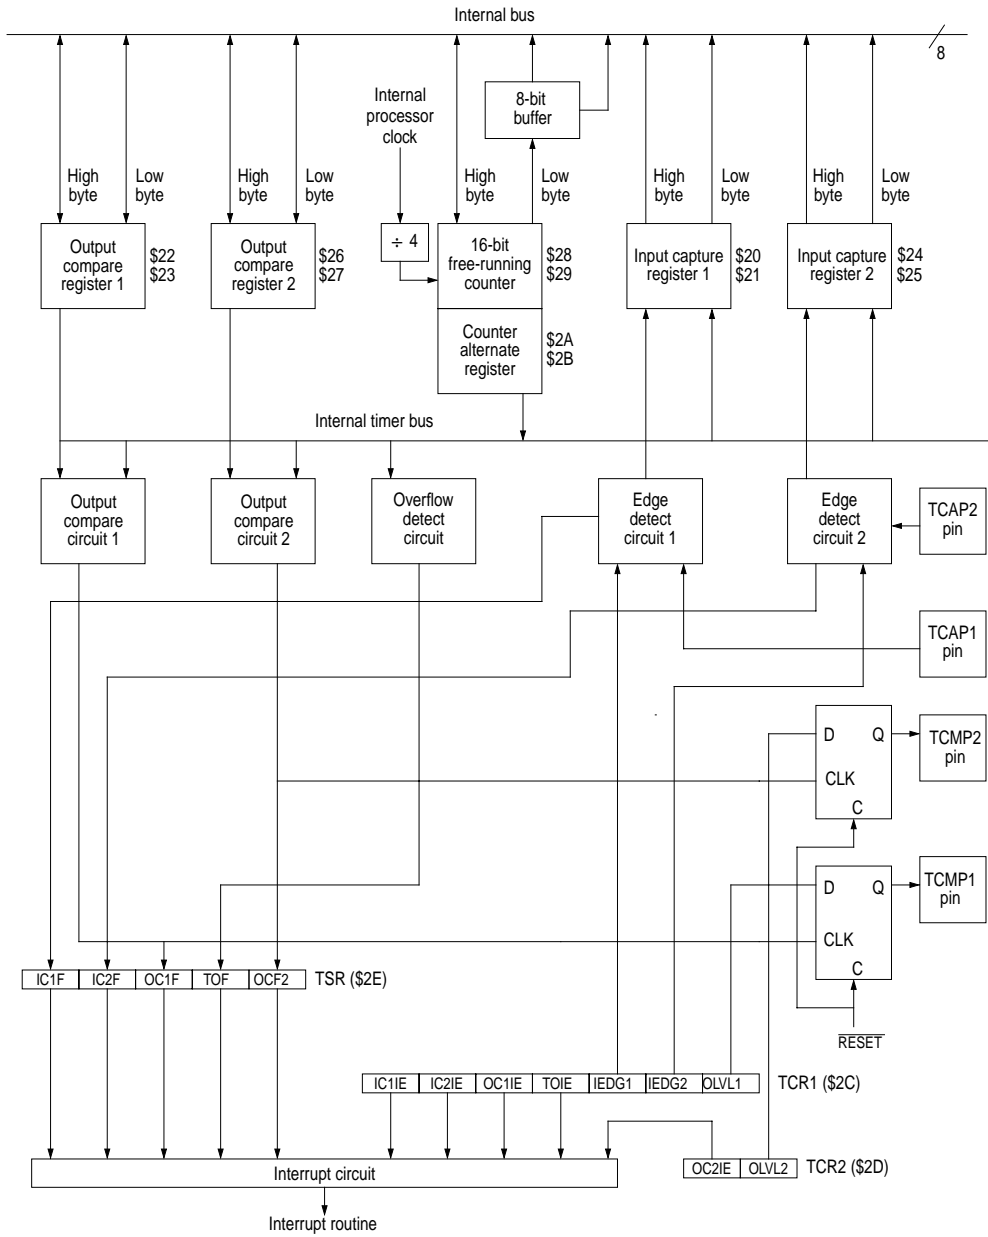 Internal bus
8
Internal
processor
clock
8-bit
buffer
High
byte
Low
byte
High
byte
Low
byte
High
byte
Low
byte
High
byte
Low
byte
High
byte
Low
byte
Output
compare
register 1
$22
$23
Output
compare
register 2
$26
$27
÷ 4
16-bit
free-running
counter
$28
$29
Input capture
register 1
$20
$21
Input capture
register 2
$24
$25
Counter
alternate
register
$2A
$2B
Internal timer bus
Output
compare
circuit 1
Output
compare
circuit 2
Overflow
detect
circuit
Edge
detect
circuit 1
Edge
detect
circuit 2
TCAP2
pin
TCAP1
pin
D Q
CLK
C
TCMP2
pin
D Q
CLK
C
TCMP1
pin
RESET
IC1F IC2F OC1F TOF OCF2 TSR ($2E)
IC1IE IC2IE OC1IE TOIE IEDG1 IEDG2 OLVL1 TCR1 ($2C)
OC2IE OLVL2 TCR2 ($2D)
Interrupt circuit
Interrupt routine